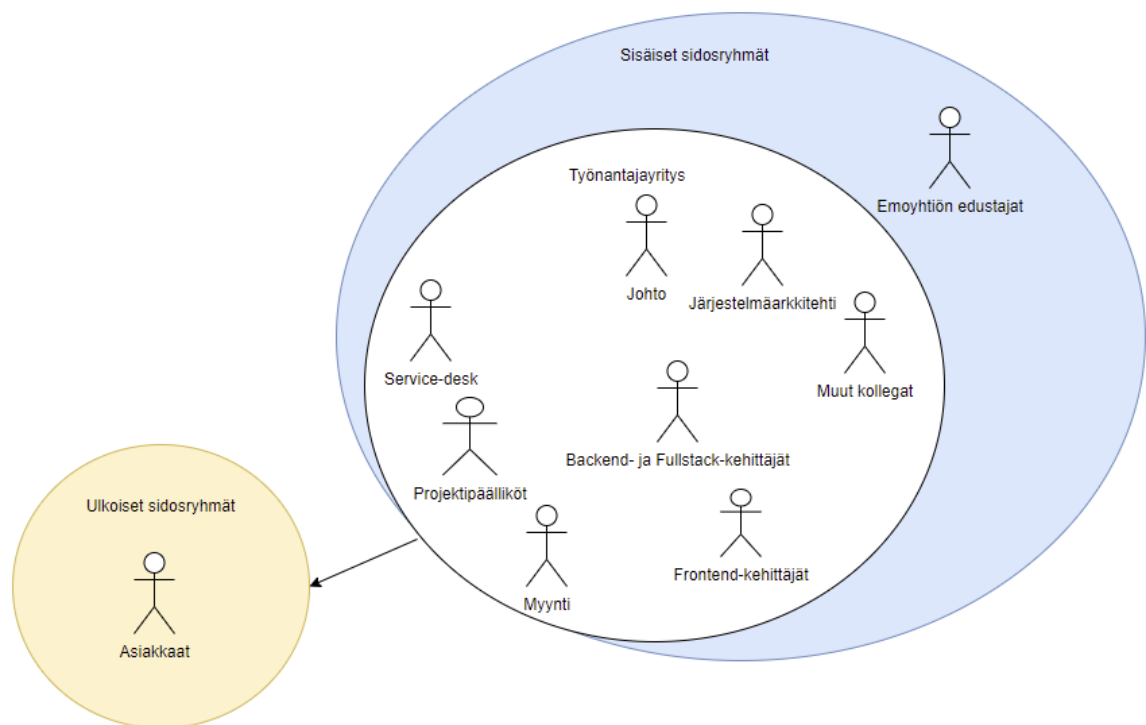 Sisäiset sidosryhmät
Emoyhtiön edustajat
Työnantajayritys
Johto
Järjestelmäarkkitehti
Service-desk
Muut kollegat
Backend- ja Fullstack-kehittäjät
Projektipäälliköt
Frontend-kehittäjät
Myynti
Ulkoiset sidosryhmät
Asiakkaat